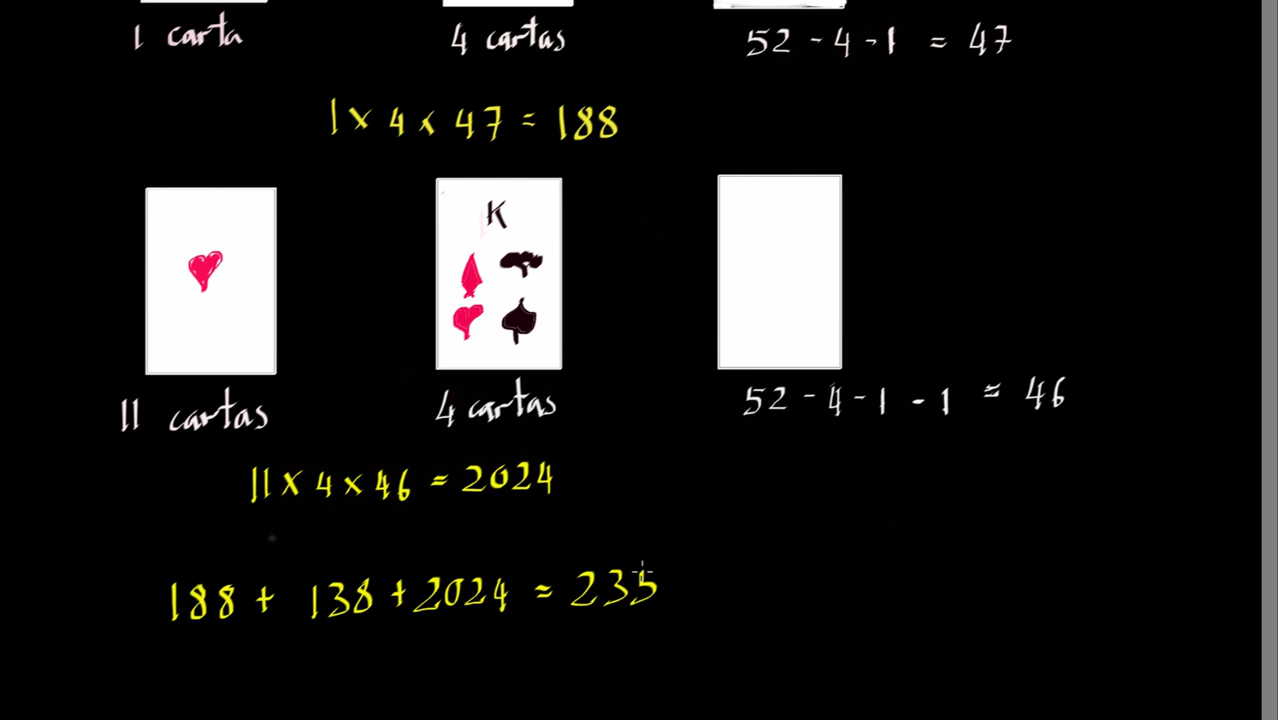 1 carta 4 cartas 52 - 4 - 1 = 47
1 x 4 x 47 = 188
K
11 cartas 4 cartas 52 - 4 - 1 - 1 = 46
11 x 4 x 46 = 2024
188 + 138 + 2024 = 235